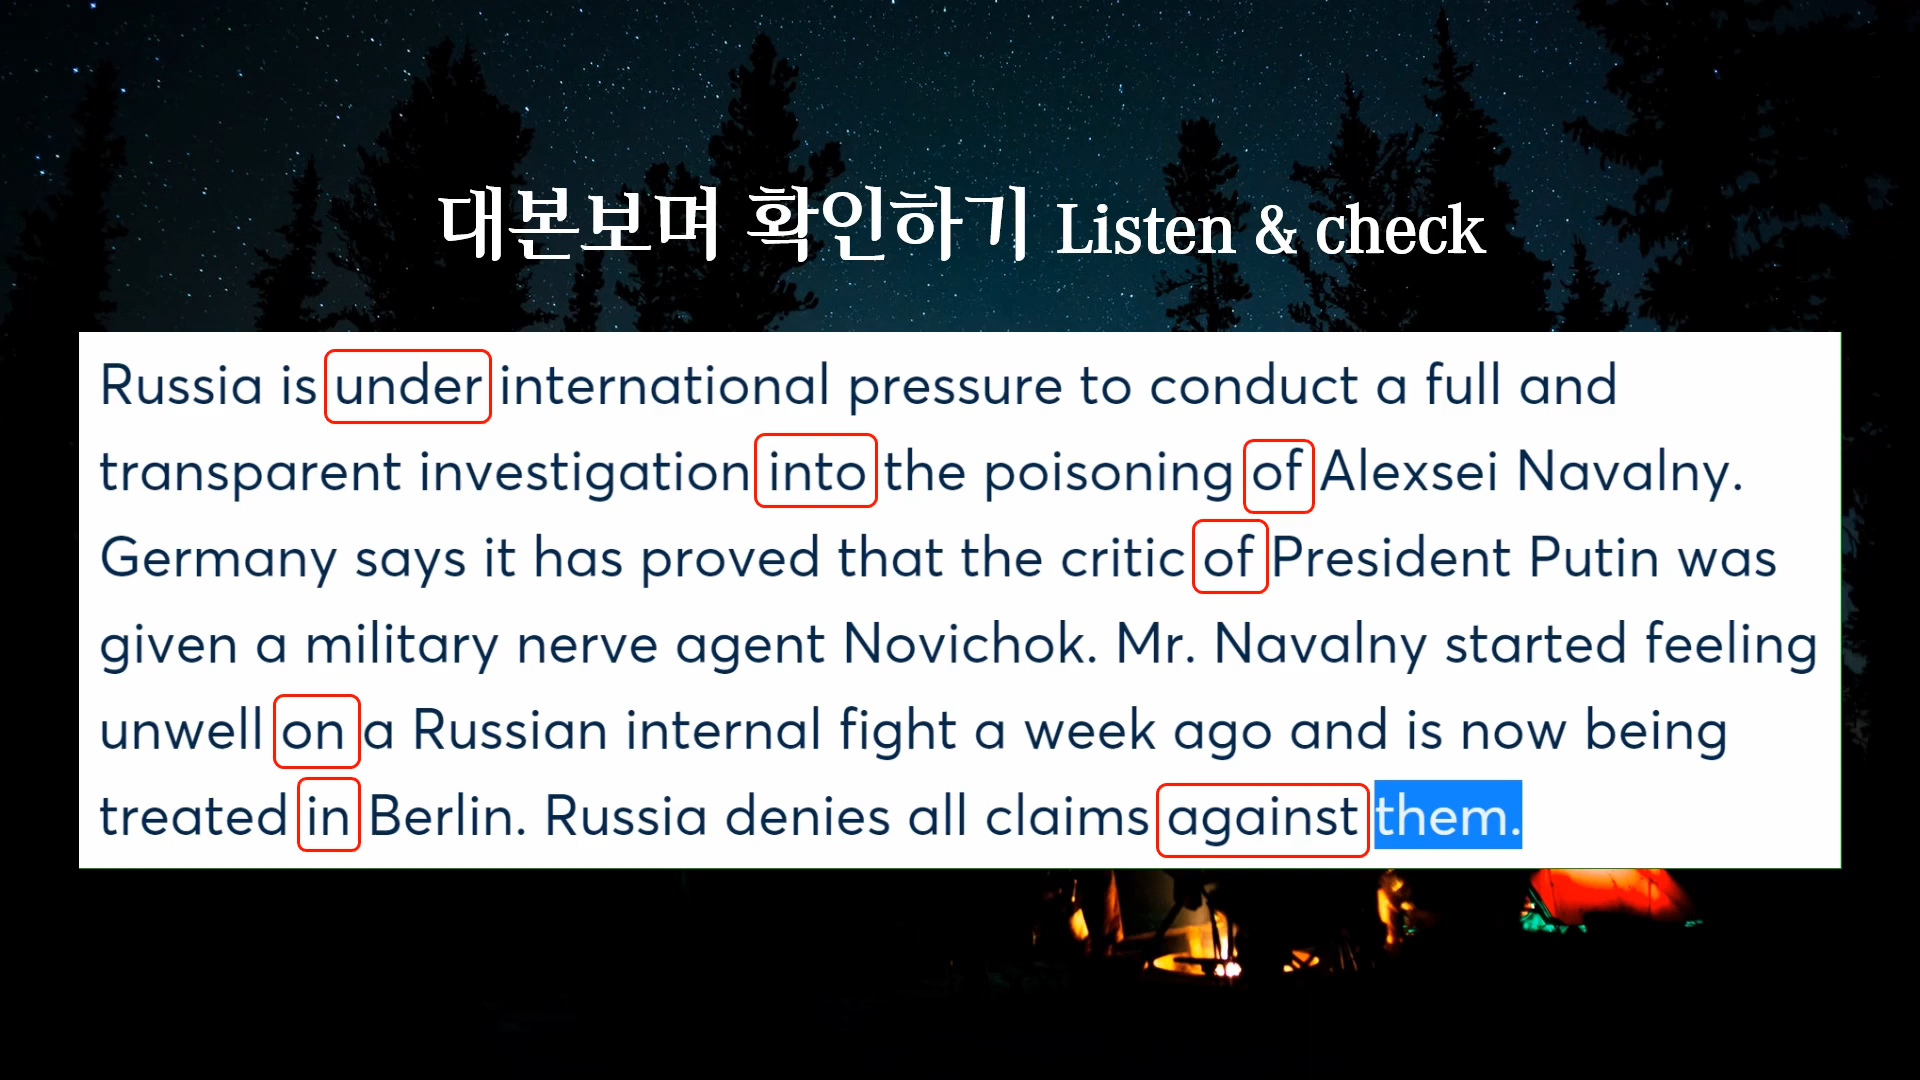 대본보며 확인하기 Listen & check
Russia is under international pressure to conduct a full and
transparent investigation into the poisoning of Alexsei Navalny.
Germany says it has proved that the critic of President Putin was
given a military nerve agent Novichok. Mr. Navalny started feeling
unwell on a Russian internal fight a week ago and is now being
treated in Berlin. Russia denies all claims against them.